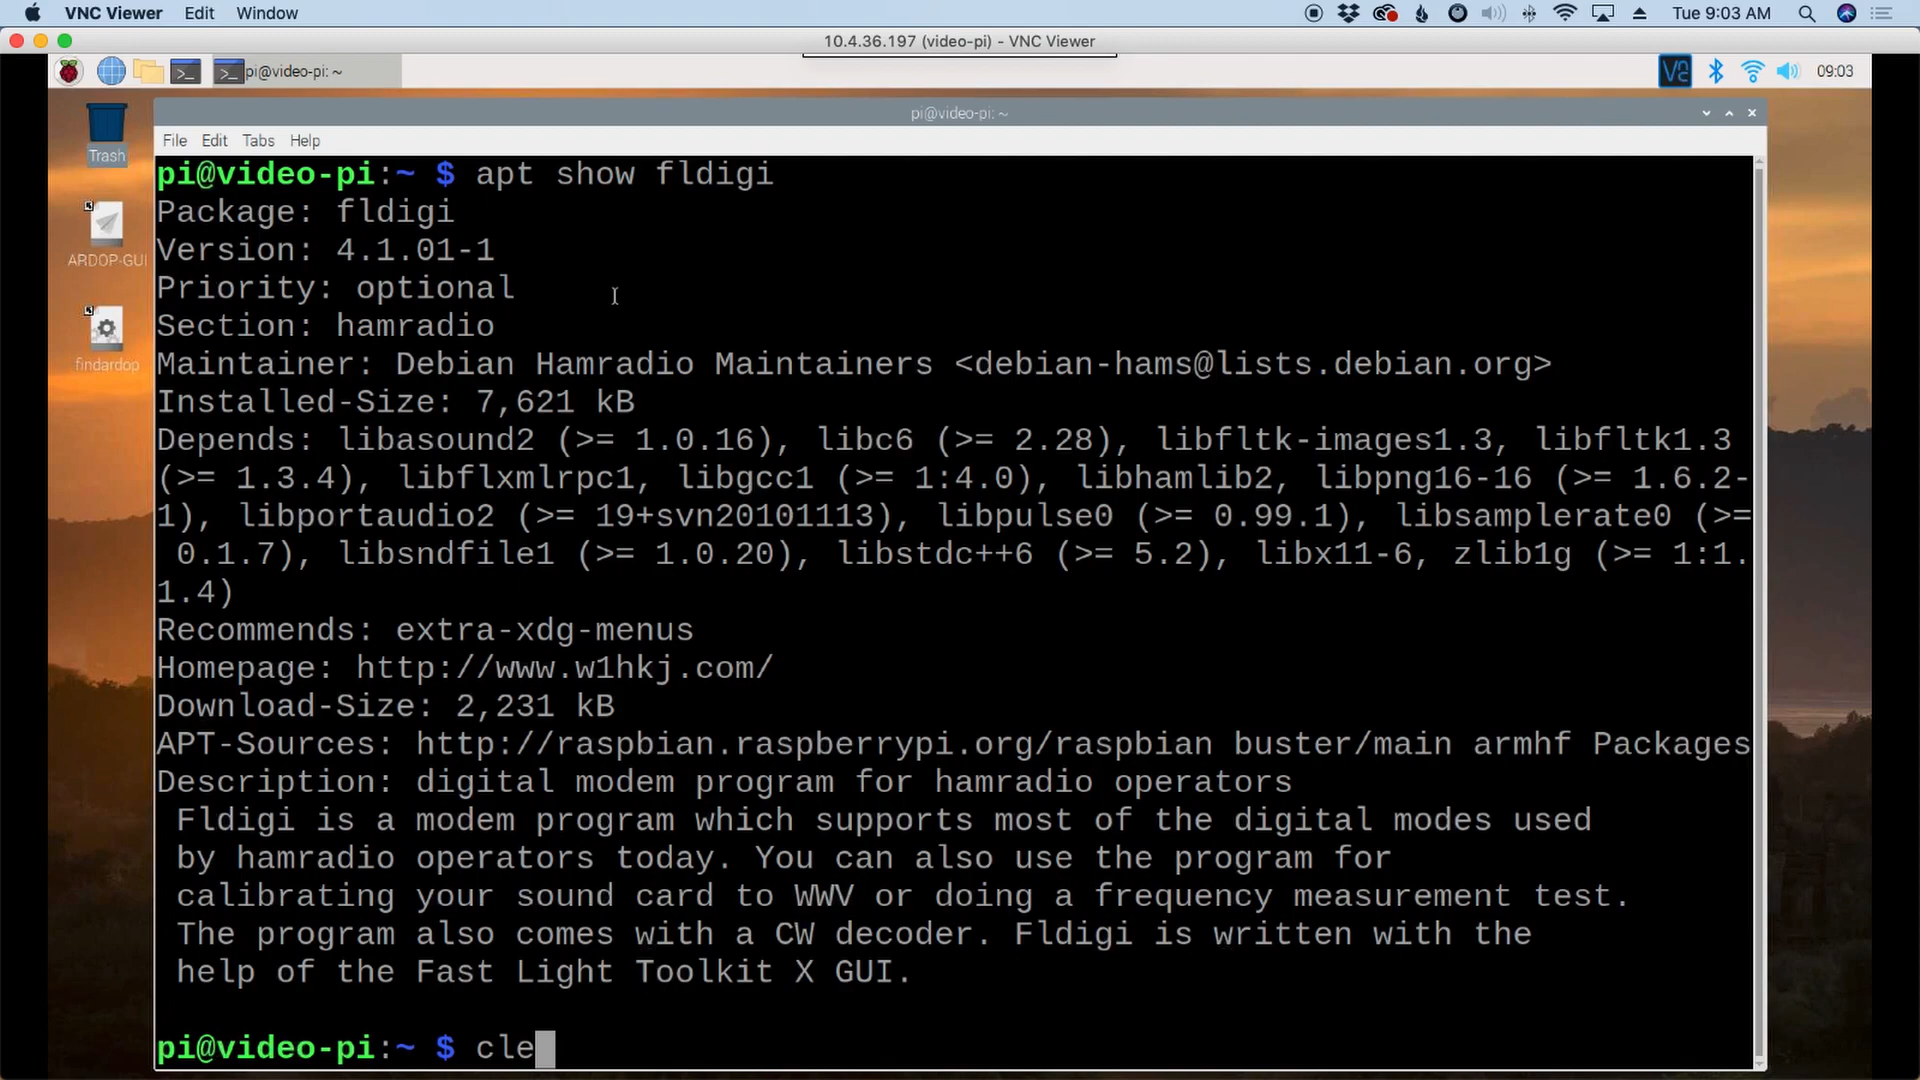 VNC Viewer Edit Window Tue 9:03 AM
10.4.36.197 (video-pi) - VNC Viewer
pi@video-pi: ~ 09:03
pi@video-pi: ~
File Edit Tabs Help
Trash
ARDOP-GUI
findardop
pi@video-pi:~ $ apt show fldigi
Package: fldigi
Version: 4.1.01-1
Priority: optional
Section: hamradio
Maintainer: Debian Hamradio Maintainers <debian-hams@lists.debian.org>
Installed-Size: 7,621 kB
Depends: libasound2 (>= 1.0.16), libc6 (>= 2.28), libfltk-images1.3, libfltk1.3
(>= 1.3.4), libflxmlrpc1, libgcc1 (>= 1:4.0), libhamlib2, libpng16-16 (>= 1.6.2-
1), libportaudio2 (>= 19+svn20101113), libpulse0 (>= 0.99.1), libsamplerate0 (>=
0.1.7), libsndfile1 (>= 1.0.20), libstdc++6 (>= 5.2), libx11-6, zlib1g (>= 1:1.
1.4)
Recommends: extra-xdg-menus
Homepage: http://www.w1hkj.com/
Download-Size: 2,231 kB
APT-Sources: http://raspbian.raspberrypi.org/raspbian buster/main armhf Packages
Description: digital modem program for hamradio operators
Fldigi is a modem program which supports most of the digital modes used
by hamradio operators today. You can also use the program for
calibrating your sound card to WWV or doing a frequency measurement test.
The program also comes with a CW decoder. Fldigi is written with the
help of the Fast Light Toolkit X GUI.
pi@video-pi:~ $ cle